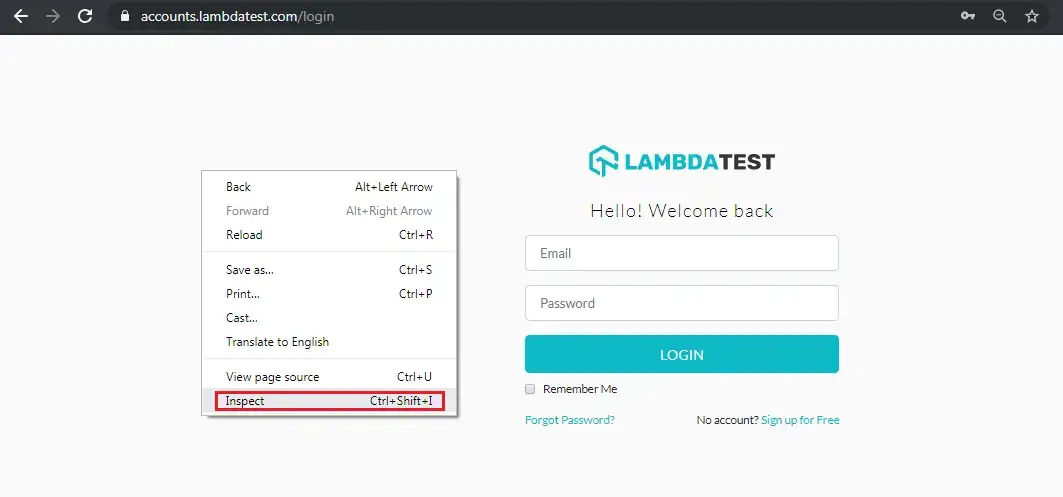 accounts.lambdatest.com/login
Back Alt+Left Arrow
Forward Alt+Right Arrow
Reload Ctrl+R
Save as... Ctrl+S
Print... Ctrl+P
Cast...
Translate to English
View page source Ctrl+U
Inspect Ctrl+Shift+I
LAMBDATEST
Hello! Welcome back
Email
Password
LOGIN
Remember Me
Forgot Password? No account? Sign up for Free